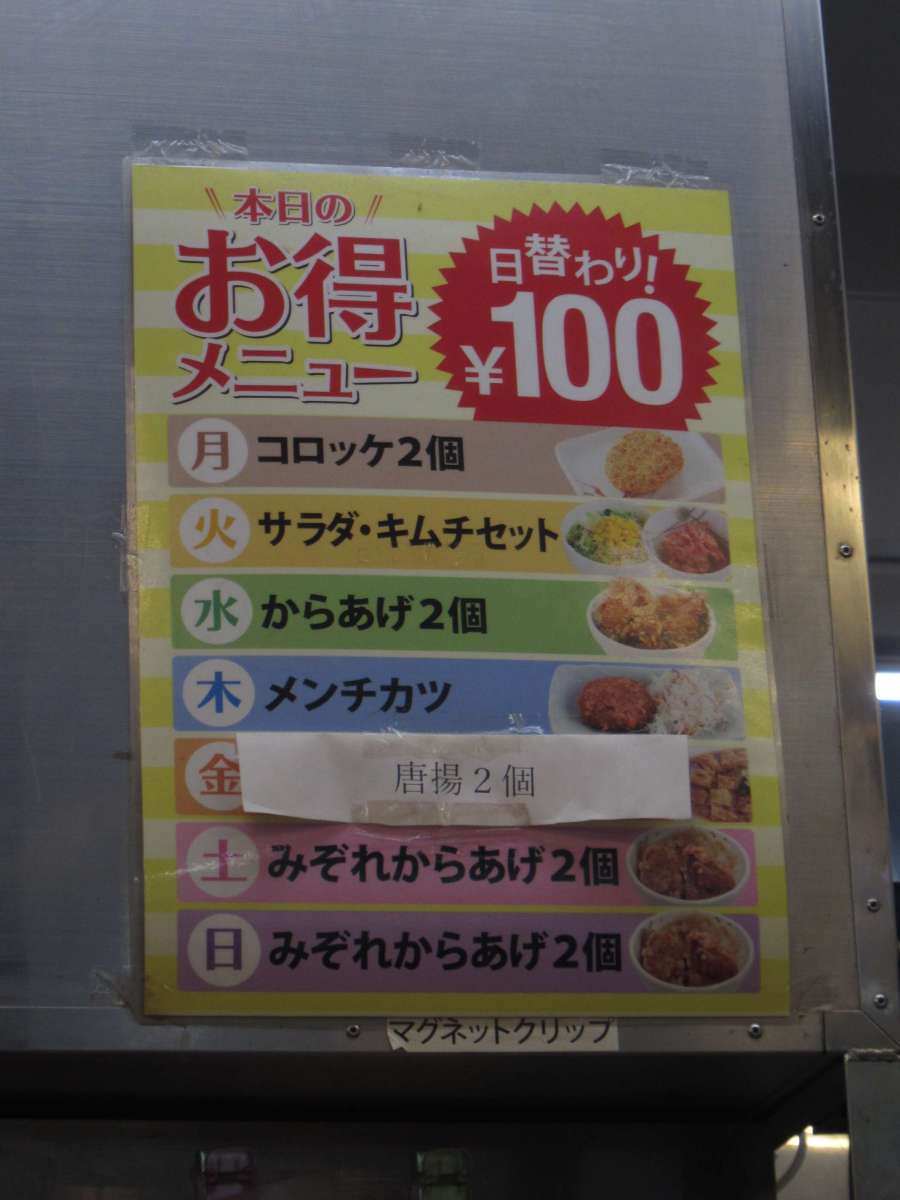 本日の
お得
メニュー
日替わり!
¥100
月 コロッケ2個
火 サラダ・キムチセット
水 からあげ2個
木 メンチカツ
金 唐揚2個
土 みぞれからあげ2個
日 みぞれからあげ2個
マグネットクリップ